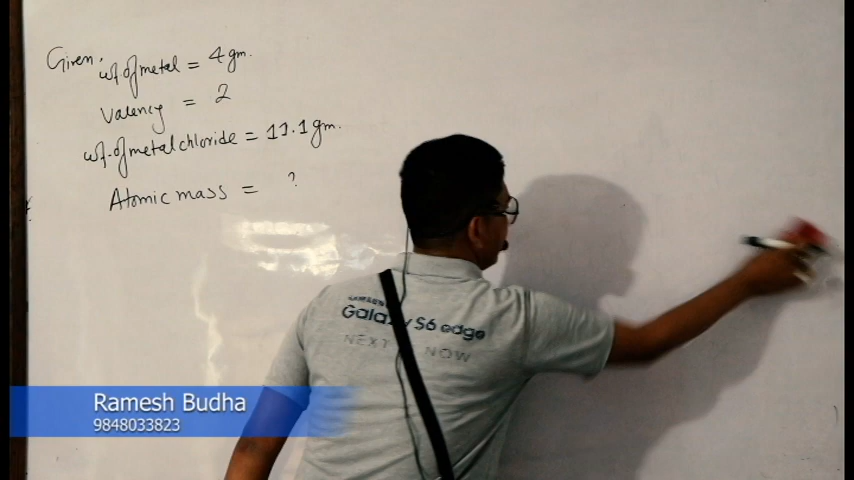 Given,
wt. of metal = 4 gm.
Valency = 2
wt. of metal chloride = 11.1 gm.
Atomic mass = ?
SAMSUNG
Galaxy S6 edge
NEXT NOW
Ramesh Budha
9848033823